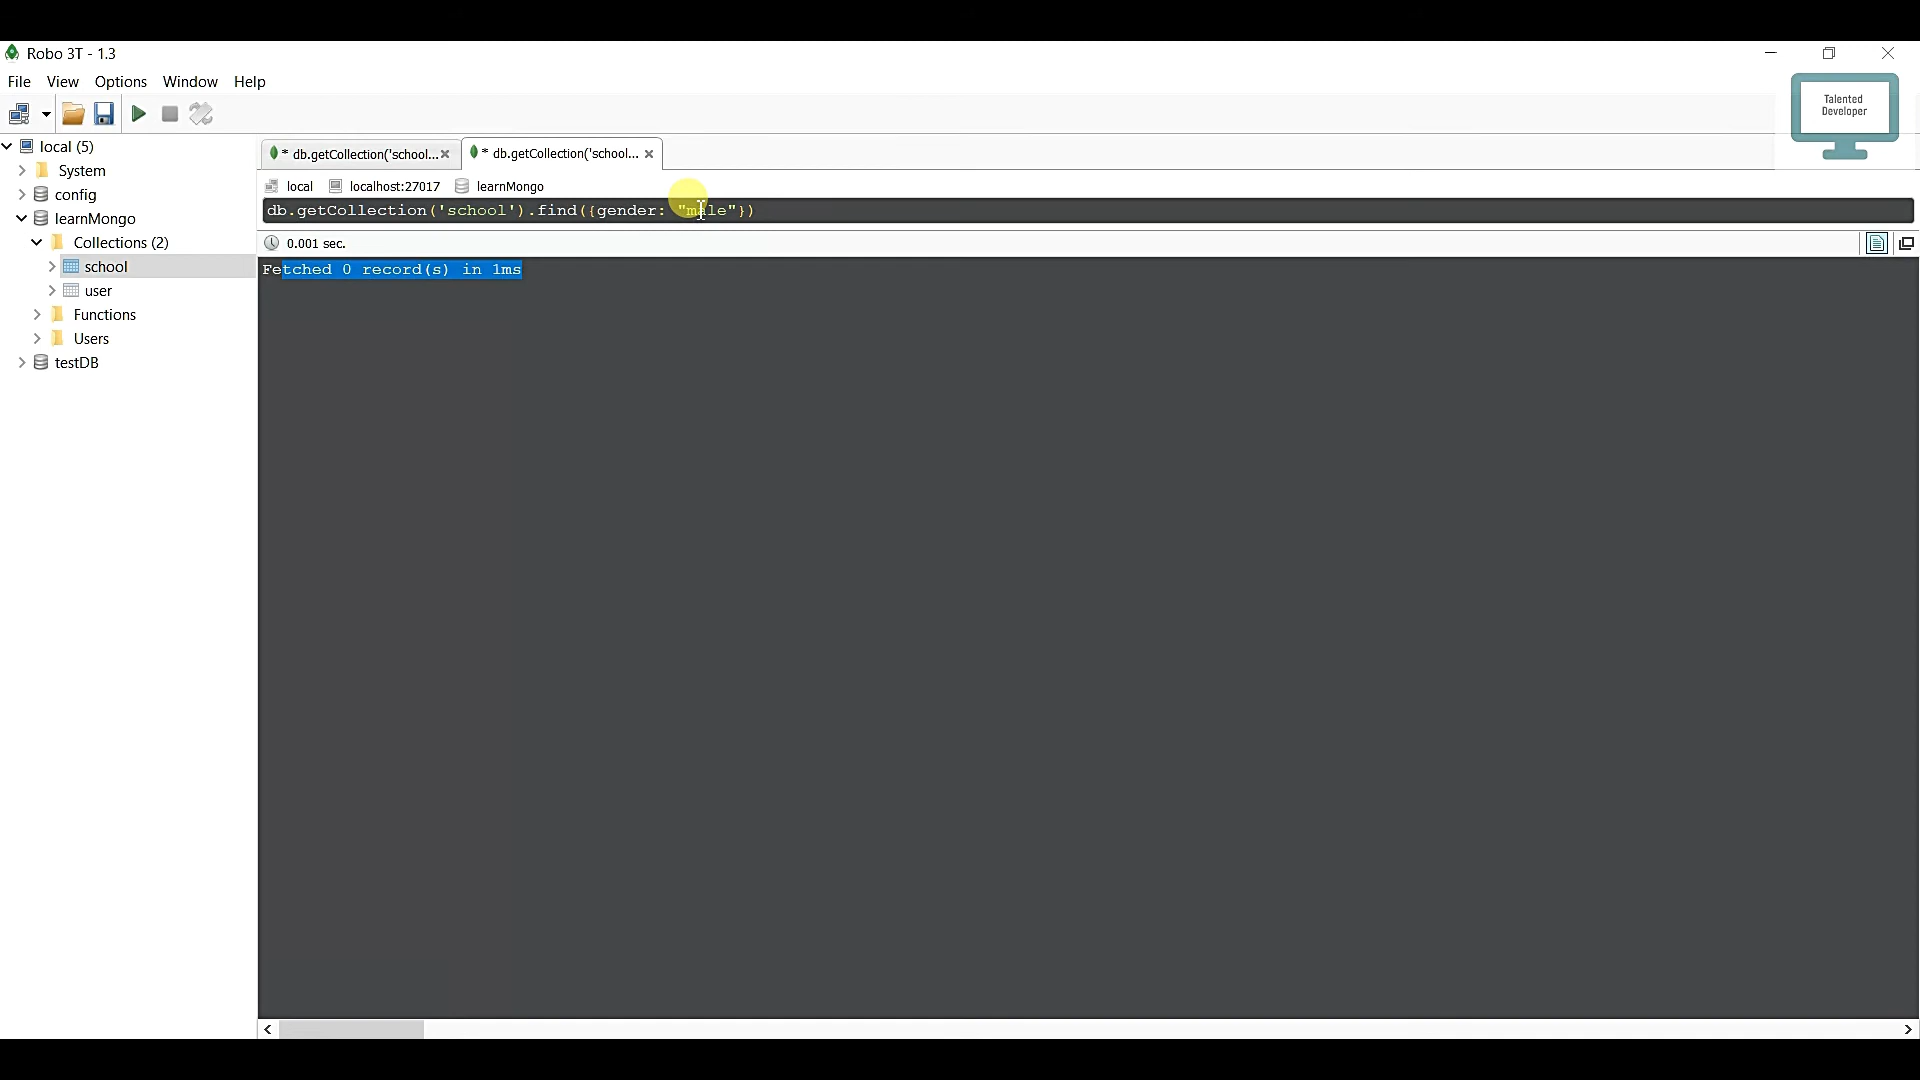 Robo 3T - 1.3
File View Options Window Help
Talented
Developer
local (5)
System
config
learnMongo
Collections (2)
school
user
Functions
Users
testDB
* db.getCollection('school...
* db.getCollection('school...
local localhost:27017 learnMongo
db.getCollection('school').find({gender: "male"})
0.001 sec.
Fetched 0 record(s) in 1ms